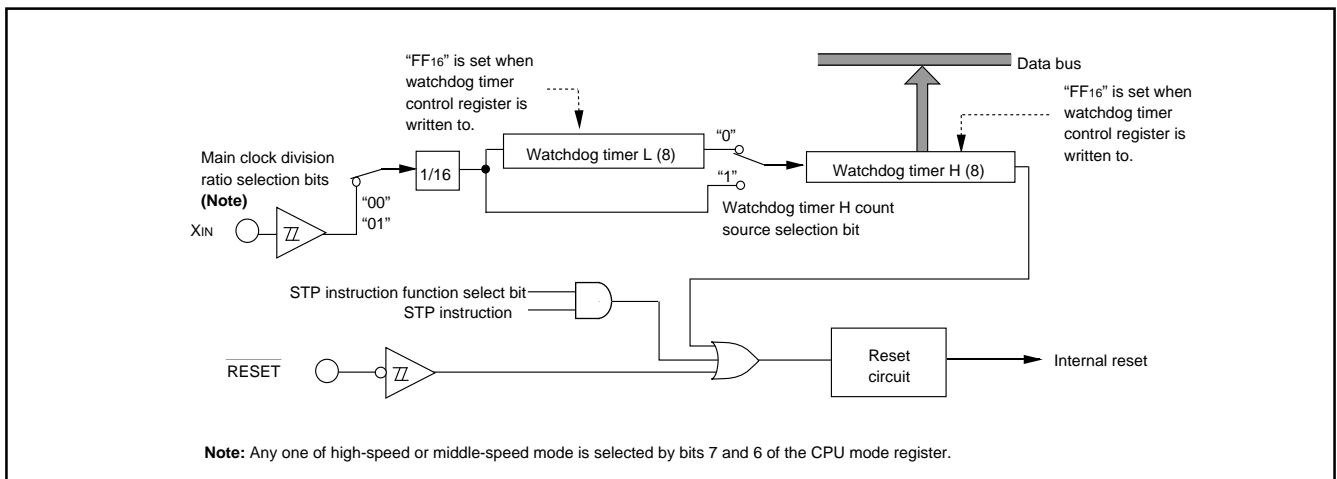 “FF16” is set when
watchdog timer
control register is
written to.
Data bus
“FF16” is set when
watchdog timer
control register is
written to.
Main clock division
ratio selection bits
(Note)
“00”
“01”
XIN
1/16
Watchdog timer L (8)
“0”
“1”
Watchdog timer H count
source selection bit
Watchdog timer H (8)
STP instruction function select bit
STP instruction
RESET
Reset
circuit
Internal reset
Note: Any one of high-speed or middle-speed mode is selected by bits 7 and 6 of the CPU mode register.